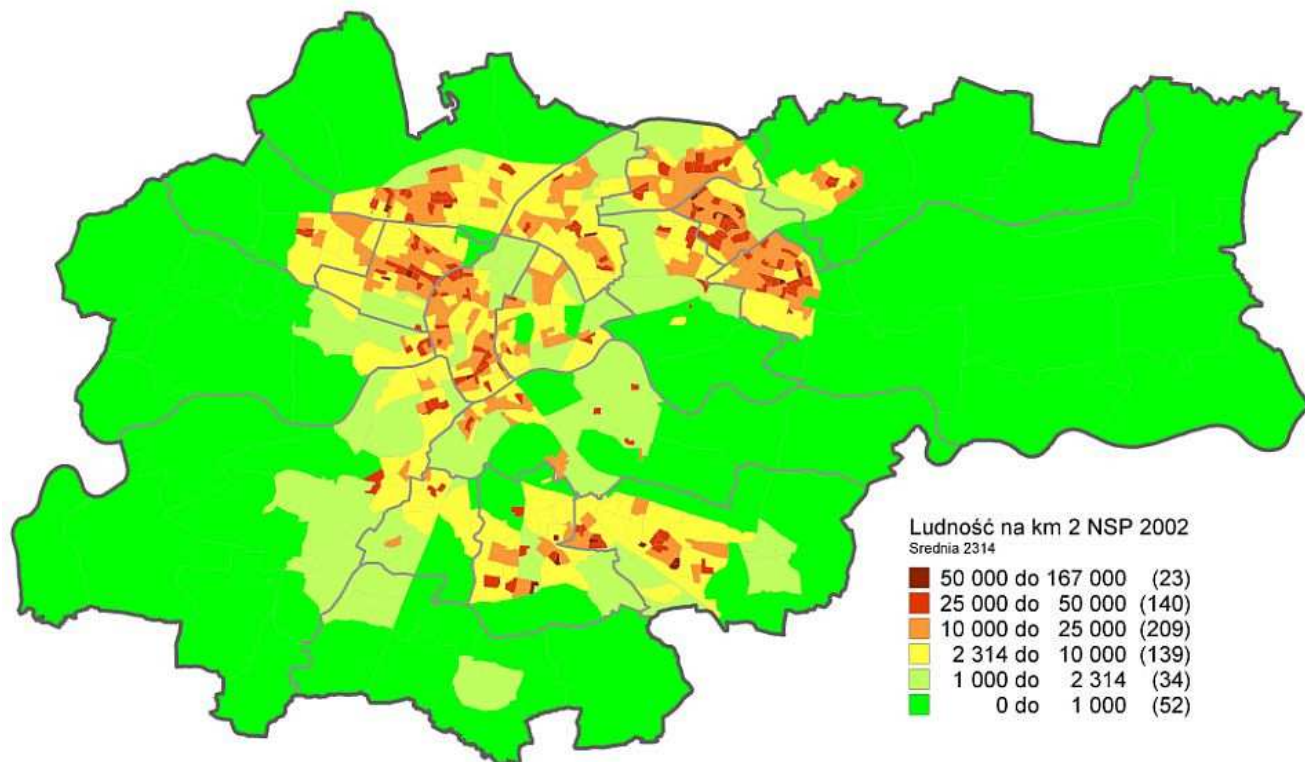 Ludność na km 2 NSP 2002
Srednia 2314
50 000 do 167 000 (23)
25 000 do 50 000 (140)
10 000 do 25 000 (209)
2 314 do 10 000 (139)
1 000 do 2 314 (34)
0 do 1 000 (52)